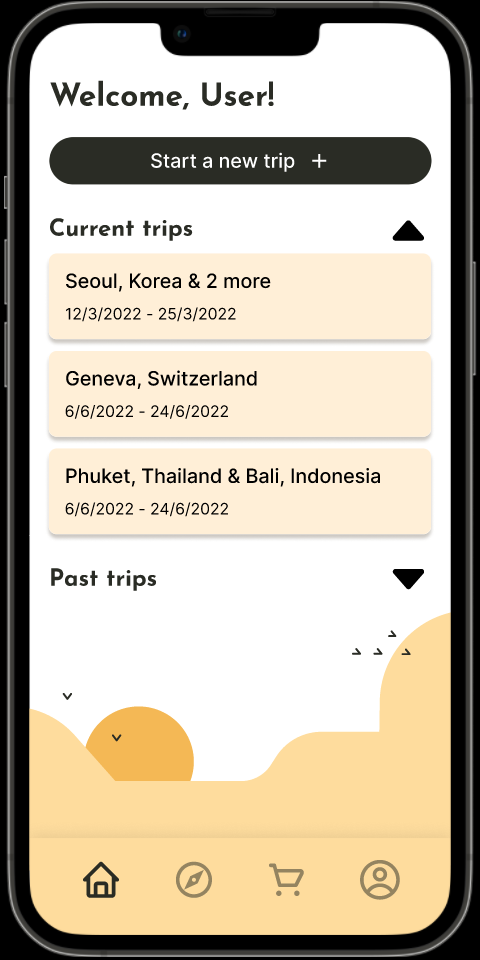 Welcome, User!
Start a new trip +
Current trips
Seoul, Korea & 2 more
12/3/2022 - 25/3/2022
Geneva, Switzerland
6/6/2022 - 24/6/2022
Phuket, Thailand & Bali, Indonesia
6/6/2022 - 24/6/2022
Past trips